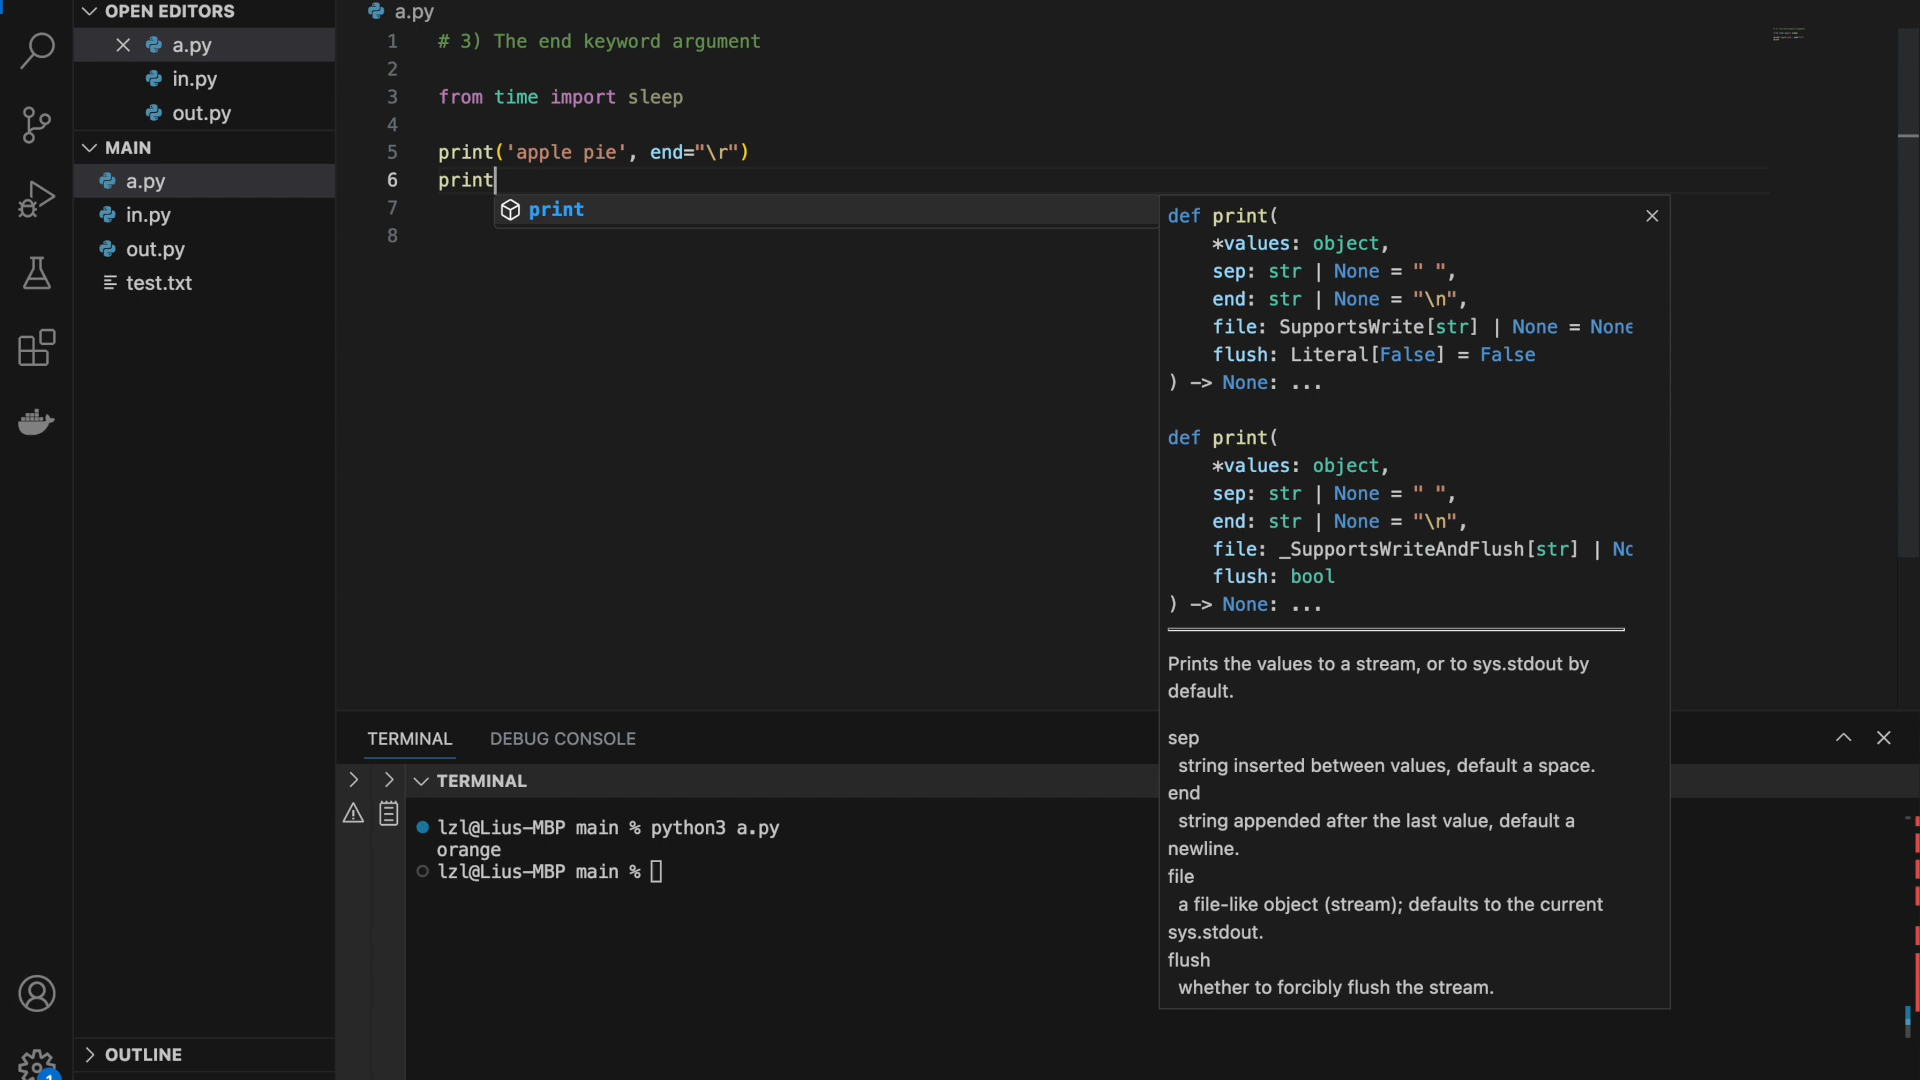 OPEN EDITORS
a.py
in.py
out.py
MAIN
a.py
in.py
out.py
test.txt
OUTLINE
1
a.py
1 # 3) The end keyword argument
2
3 from time import sleep
4
5 print('apple pie', end="\r")
6 print
7
8
print
def print(
*values: object,
sep: str | None = " ",
end: str | None = "\n",
file: SupportsWrite[str] | None = None
flush: Literal[False] = False
) -> None: ...
def print(
*values: object,
sep: str | None = " ",
end: str | None = "\n",
file: _SupportsWriteAndFlush[str] | No
flush: bool
) -> None: ...
Prints the values to a stream, or to sys.stdout by
default.
sep
string inserted between values, default a space.
end
string appended after the last value, default a
newline.
file
a file-like object (stream); defaults to the current
sys.stdout.
flush
whether to forcibly flush the stream.
TERMINAL DEBUG CONSOLE
TERMINAL
lzl@Lius-MBP main % python3 a.py
orange
lzl@Lius-MBP main %